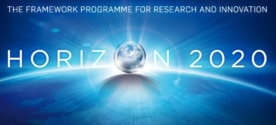 THE FRAMEWORK PROGRAMME FOR RESEARCH AND INNOVATION
HORIZON 2020